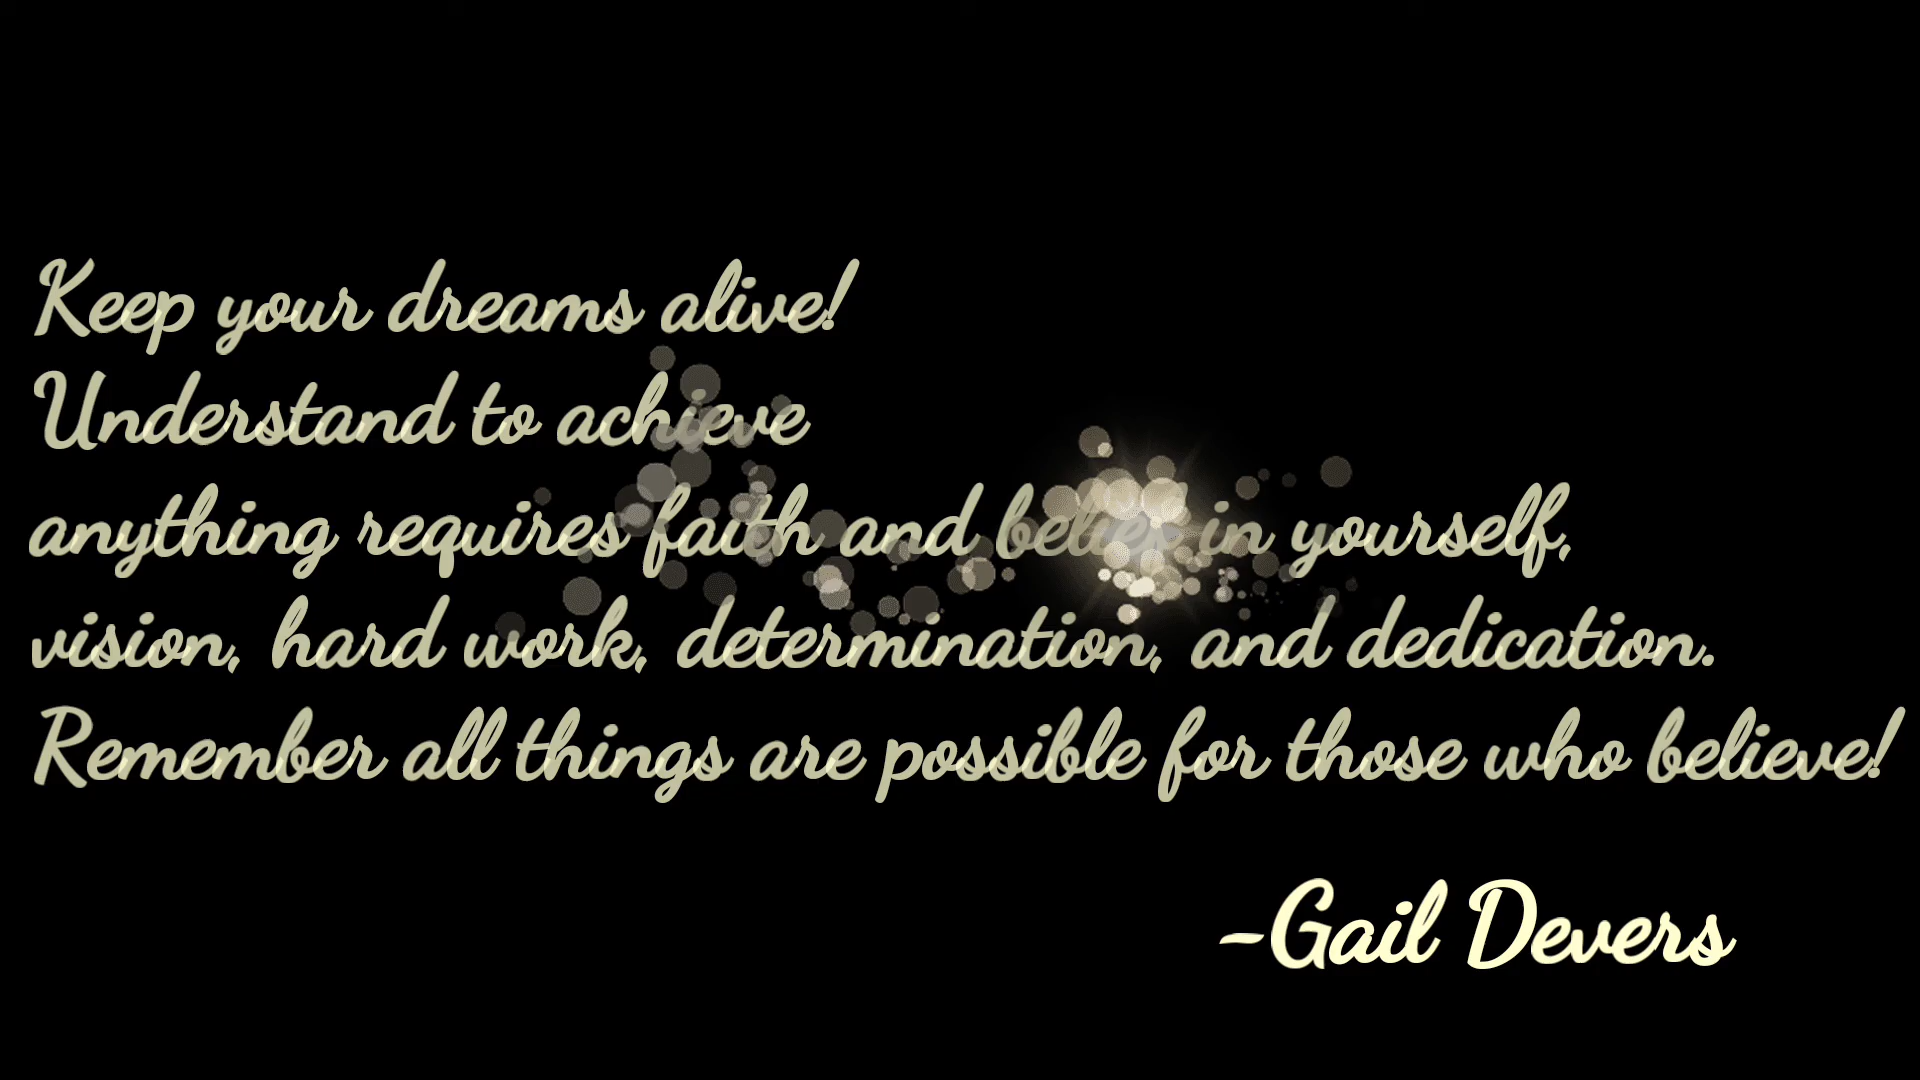 Keep your dreams alive!
Understand to achieve
anything requires faith and belief in yourself,
vision, hard work, determination, and dedication.
Remember all things are possible for those who believe!
-Gail Devers